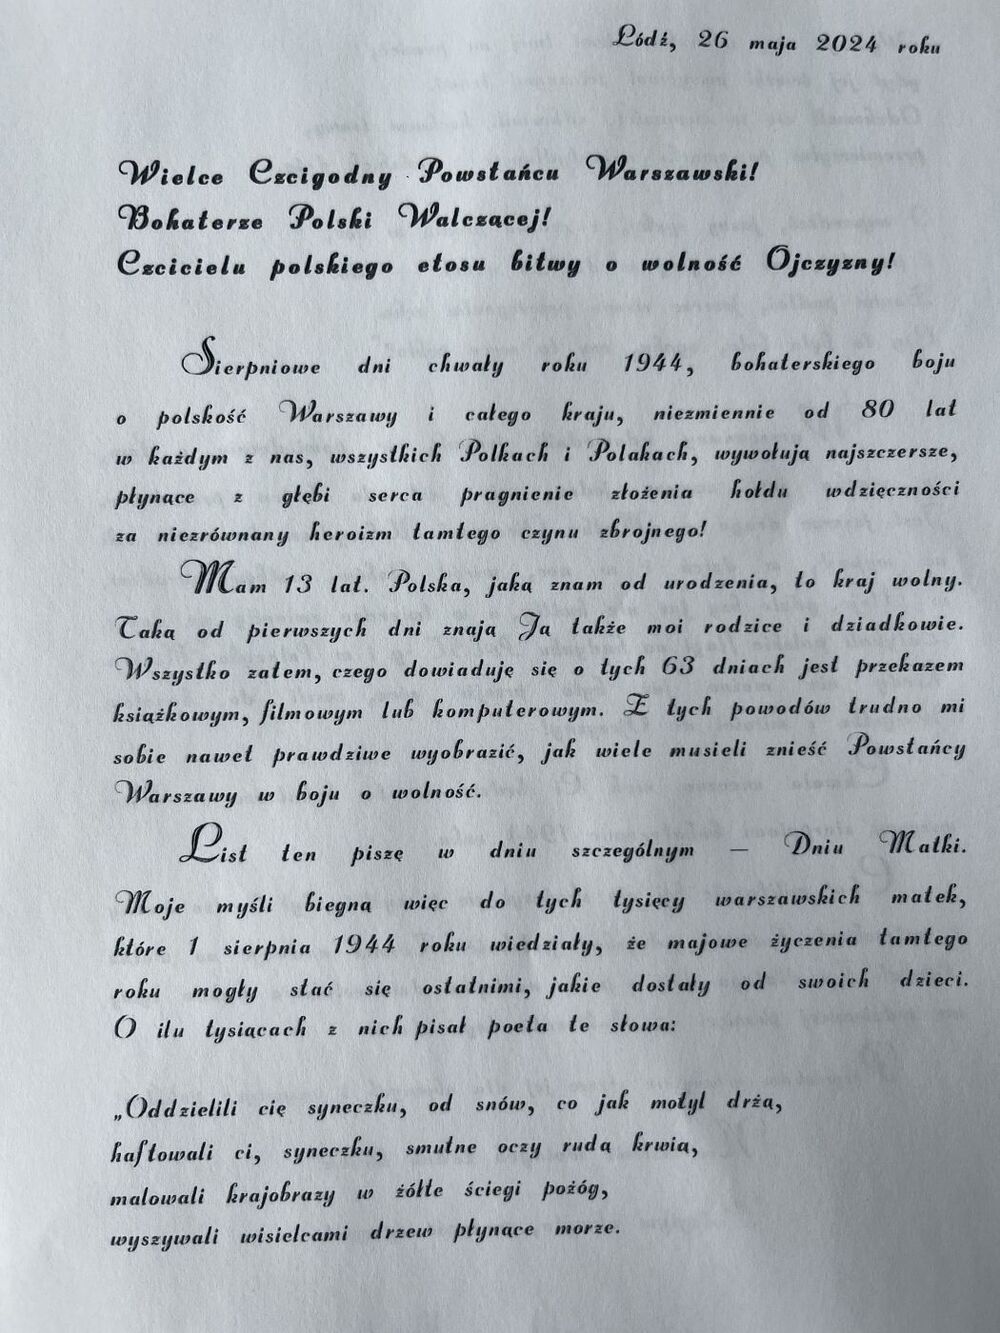 Łódź, 26 maja 2024 roku
Wielce Czcigodny Powstańcu Warszawski!
Bohaterze Polski Walczącej!
Czcicielu polskiego etosu bitwy o wolność Ojczyzny!
Sierpniowe dni chwały roku 1944, bohaterskiego boju
o polskość Warszawy i całego kraju, niezmiennie od 80 lat
w każdym z nas, wszystkich Polkach i Polakach, wywołują najszczersze,
płynące z głębi serca pragnienie złożenia hołdu wdzięczności
za niezrównany heroizm tamtego czynu zbrojnego!
Mam 13 lat. Polska, jaką znam od urodzenia, to kraj wolny.
Taką od pierwszych dni znają Ją także moi rodzice i dziadkowie.
Wszystko zatem, czego dowiaduję się o tych 63 dniach jest przekazem
książkowym, filmowym lub komputerowym. Z tych powodów trudno mi
sobie nawet prawdziwe wyobrazić, jak wiele musieli znieść Powstańcy
Warszawy w boju o wolność.
List ten piszę w dniu szczególnym – Dniu Matki.
Moje myśli biegną więc do tych tysięcy warszawskich matek,
które 1 sierpnia 1944 roku wiedziały, że majowe życzenia tamtego
roku mogły stać się ostatnimi, jakie dostały od swoich dzieci.
O ilu tysiącach z nich pisał poeta te słowa:
„Oddzielili cię syneczku, od snów, co jak motyl drżą,
haftowali ci, syneczku, smutne oczy rudą krwią,
malowali krajobrazy w żółte ściegi pożóg,
wyszywali wisielcami drzew płynące morze.